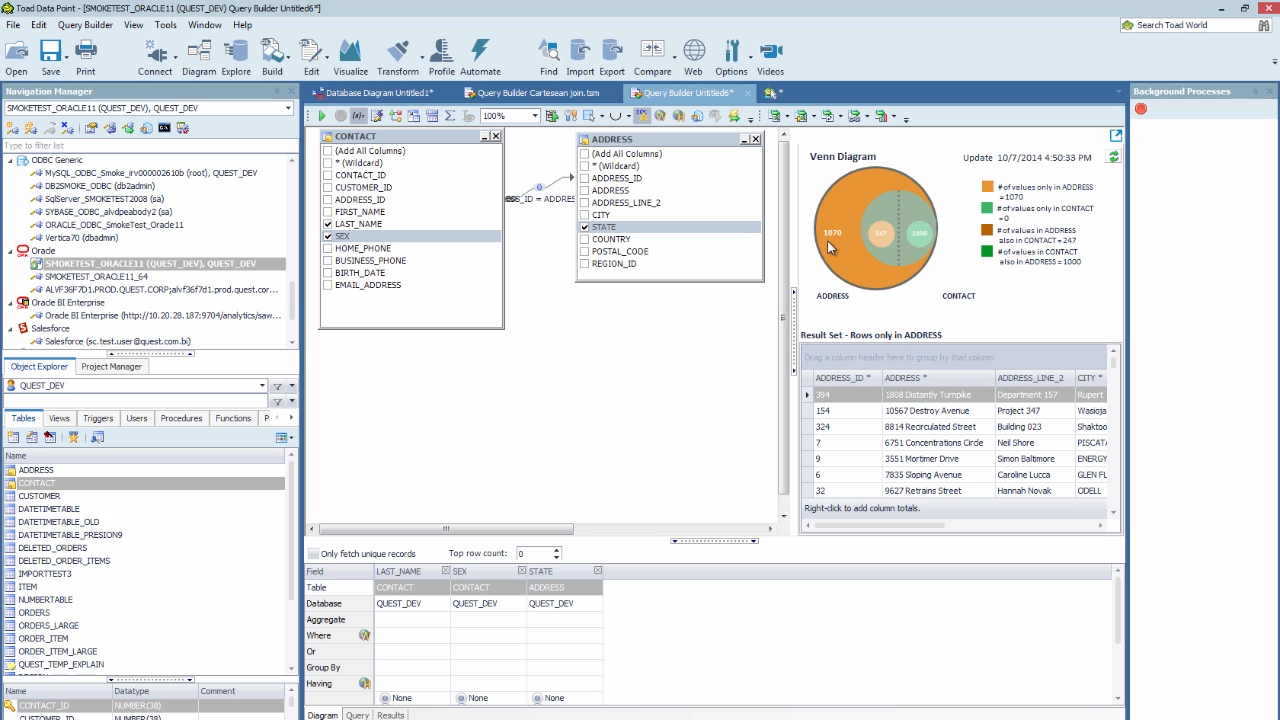 Toad Data Point - [SMOKETEST_ORACLE11 (QUEST_DEV) Query Builder Untitled6*]
File Edit Query Builder View Tools Window Help
Search Toad World
Open Save Print Connect Diagram Explore Build Edit Visualize Transform Profile Automate Find Import Export Compare Web Options Videos
Navigation Manager
SMOKETEST_ORACLE11 (QUEST_DEV), QUEST_DEV
Type to filter list
ODBC Generic
MySQL_ODBC_Smoke_irv000002610b (root), QUEST_DEV
DB2SMOKE_ODBC (db2admin)
SqlServer_SMOKETEST2008 (sa)
SYBASE_ODBC_alvdpeabody2 (sa)
ORACLE_ODBC_SmokeTest_Oracle11
Vertica70 (dbadmin)
Oracle
SMOKETEST_ORACLE11 (QUEST_DEV), QUEST_DEV
SMOKETEST_ORACLE11_64
ALVF36F7D1.PROD.QUEST.CORP;alvf36f7d1.prod.quest.cor...
Oracle BI Enterprise
Oracle BI Enterprise (http://10.20.28.187:9704/analytics/saw...
Salesforce
Salesforce (sc.test.user@quest.com.bi)
Object Explorer Project Manager
QUEST_DEV
Tables Views Triggers Users Procedures Functions P
Name
ADDRESS
CONTACT
CUSTOMER
DATETIMETABLE
DATETIMETABLE_OLD
DATETIMETABLE_PRESION9
DELETED_ORDERS
DELETED_ORDER_ITEMS
IMPORTTEST3
ITEM
NUMBERTABLE
ORDERS
ORDERS_LARGE
ORDER_ITEM
ORDER_ITEM_LARGE
QUEST_TEMP_EXPLAIN
Name Datatype Comment
CONTACT_ID NUMBER(38)
CUSTOMER_ID NUMBER(38)
Database Diagram Untitled1* Query Builder Cartesean join.tsm Query Builder Untitled6* *
100%
CONTACT
(Add All Columns)
* (Wildcard)
CONTACT_ID
CUSTOMER_ID
ADDRESS_ID
FIRST_NAME
LAST_NAME
SEX
HOME_PHONE
BUSINESS_PHONE
BIRTH_DATE
EMAIL_ADDRESS
ESS_ID = ADDRES
ADDRESS
(Add All Columns)
* (Wildcard)
ADDRESS_ID
ADDRESS
ADDRESS_LINE_2
CITY
STATE
COUNTRY
POSTAL_CODE
REGION_ID
Venn Diagram Update 10/7/2014 4:50:33 PM
1070 247 1000
ADDRESS CONTACT
# of values only in ADDRESS
= 1070
# of values only in CONTACT
= 0
# of values in ADDRESS
also in CONTACT = 247
# of values in CONTACT
also in ADDRESS = 1000
Result Set - Rows only in ADDRESS
Drag a column header here to group by that column
ADDRESS_ID * ADDRESS * ADDRESS_LINE_2 CITY *
394 1808 Distantly Turnpike Department 157 Rupert
154 10567 Destroy Avenue Project 347 Wasioja
324 8814 Recirculated Street Building 023 Shaktoo
7 6751 Concentrations Circle Neil Shore PISCATA
9 3551 Mortimer Drive Simon Baltimore ENERGY
6 7835 Sloping Avenue Caroline Lucca GLEN FL
32 9627 Retrains Street Hannah Novak ODELL
Right-click to add column totals.
Only fetch unique records Top row count: 0
Field LAST_NAME SEX STATE
Table CONTACT CONTACT ADDRESS
Database QUEST_DEV QUEST_DEV QUEST_DEV
Aggregate
Where
Or
Group By
Having
None None None
Diagram Query Results
Background Processes